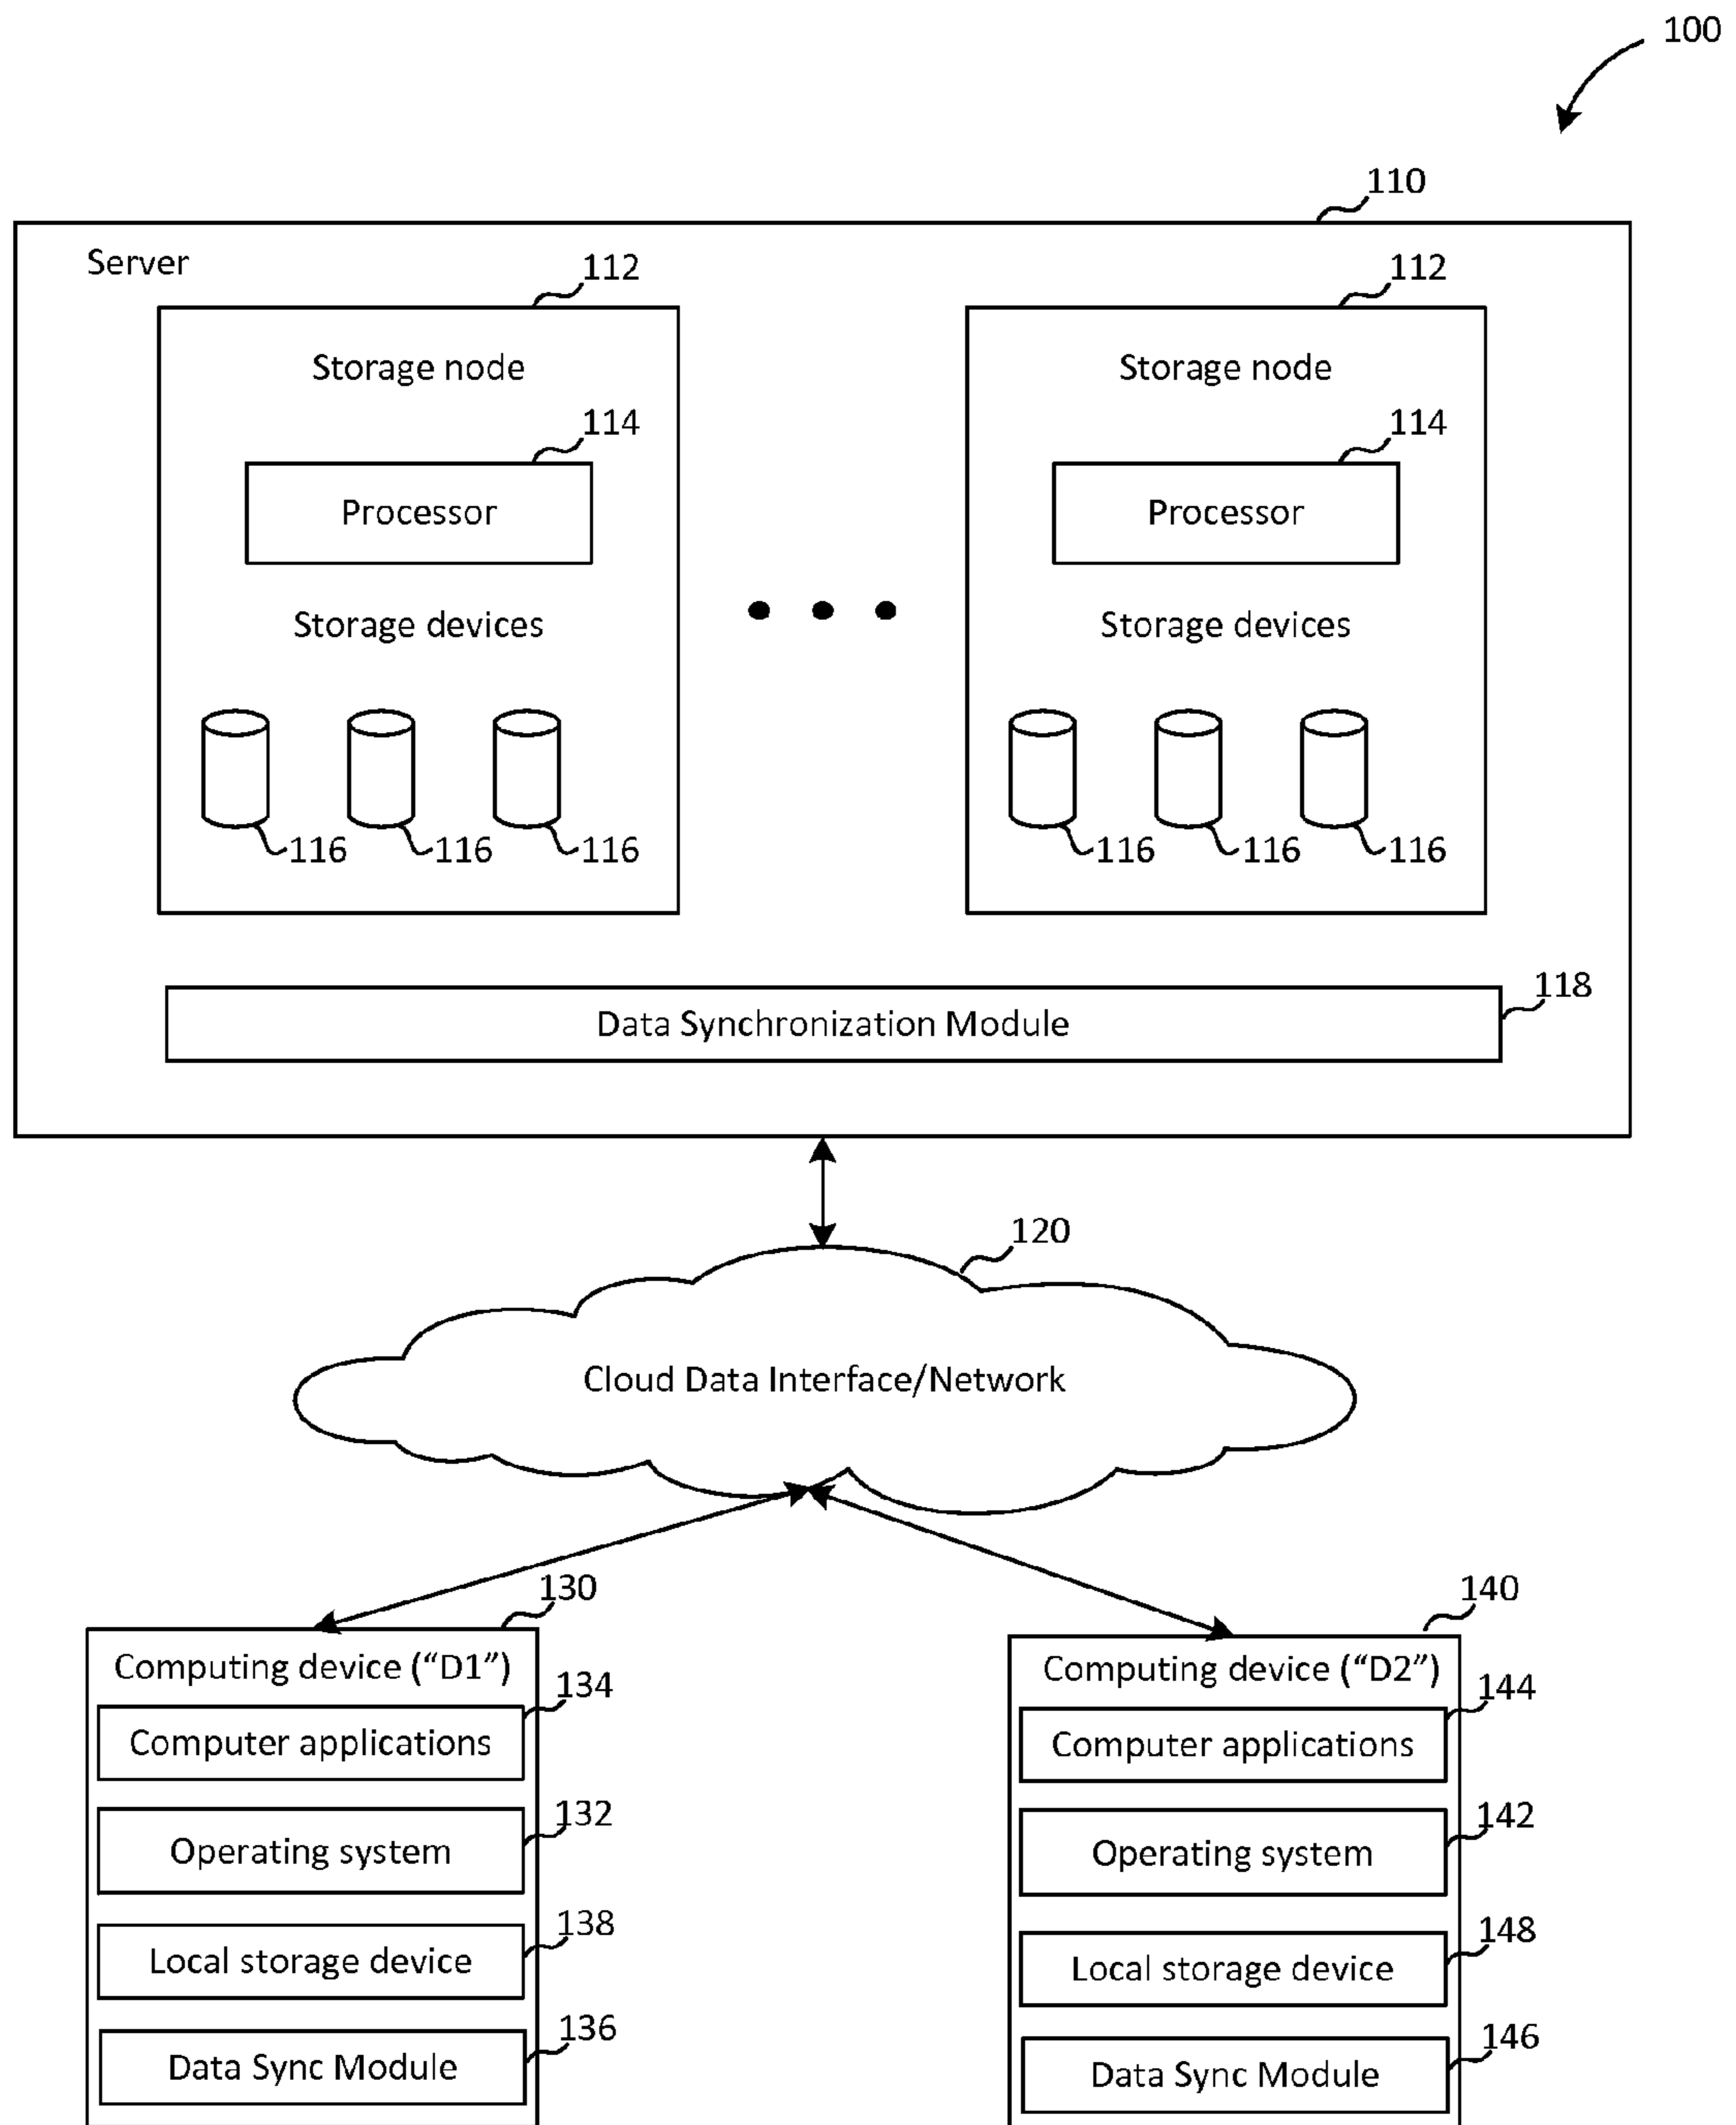 100
110
Server
112
112
Storage node
Storage node
114
114
Processor
Processor
Storage devices
Storage devices
116
116
116
116
116
116
118
Data Synchronization Module
120
Cloud Data Interface/Network
130
140
Computing device (“D1”)
Computing device (“D2”)
134
144
Computer applications
Computer applications
132
142
Operating system
Operating system
138
148
Local storage device
Local storage device
136
146
Data Sync Module
Data Sync Module